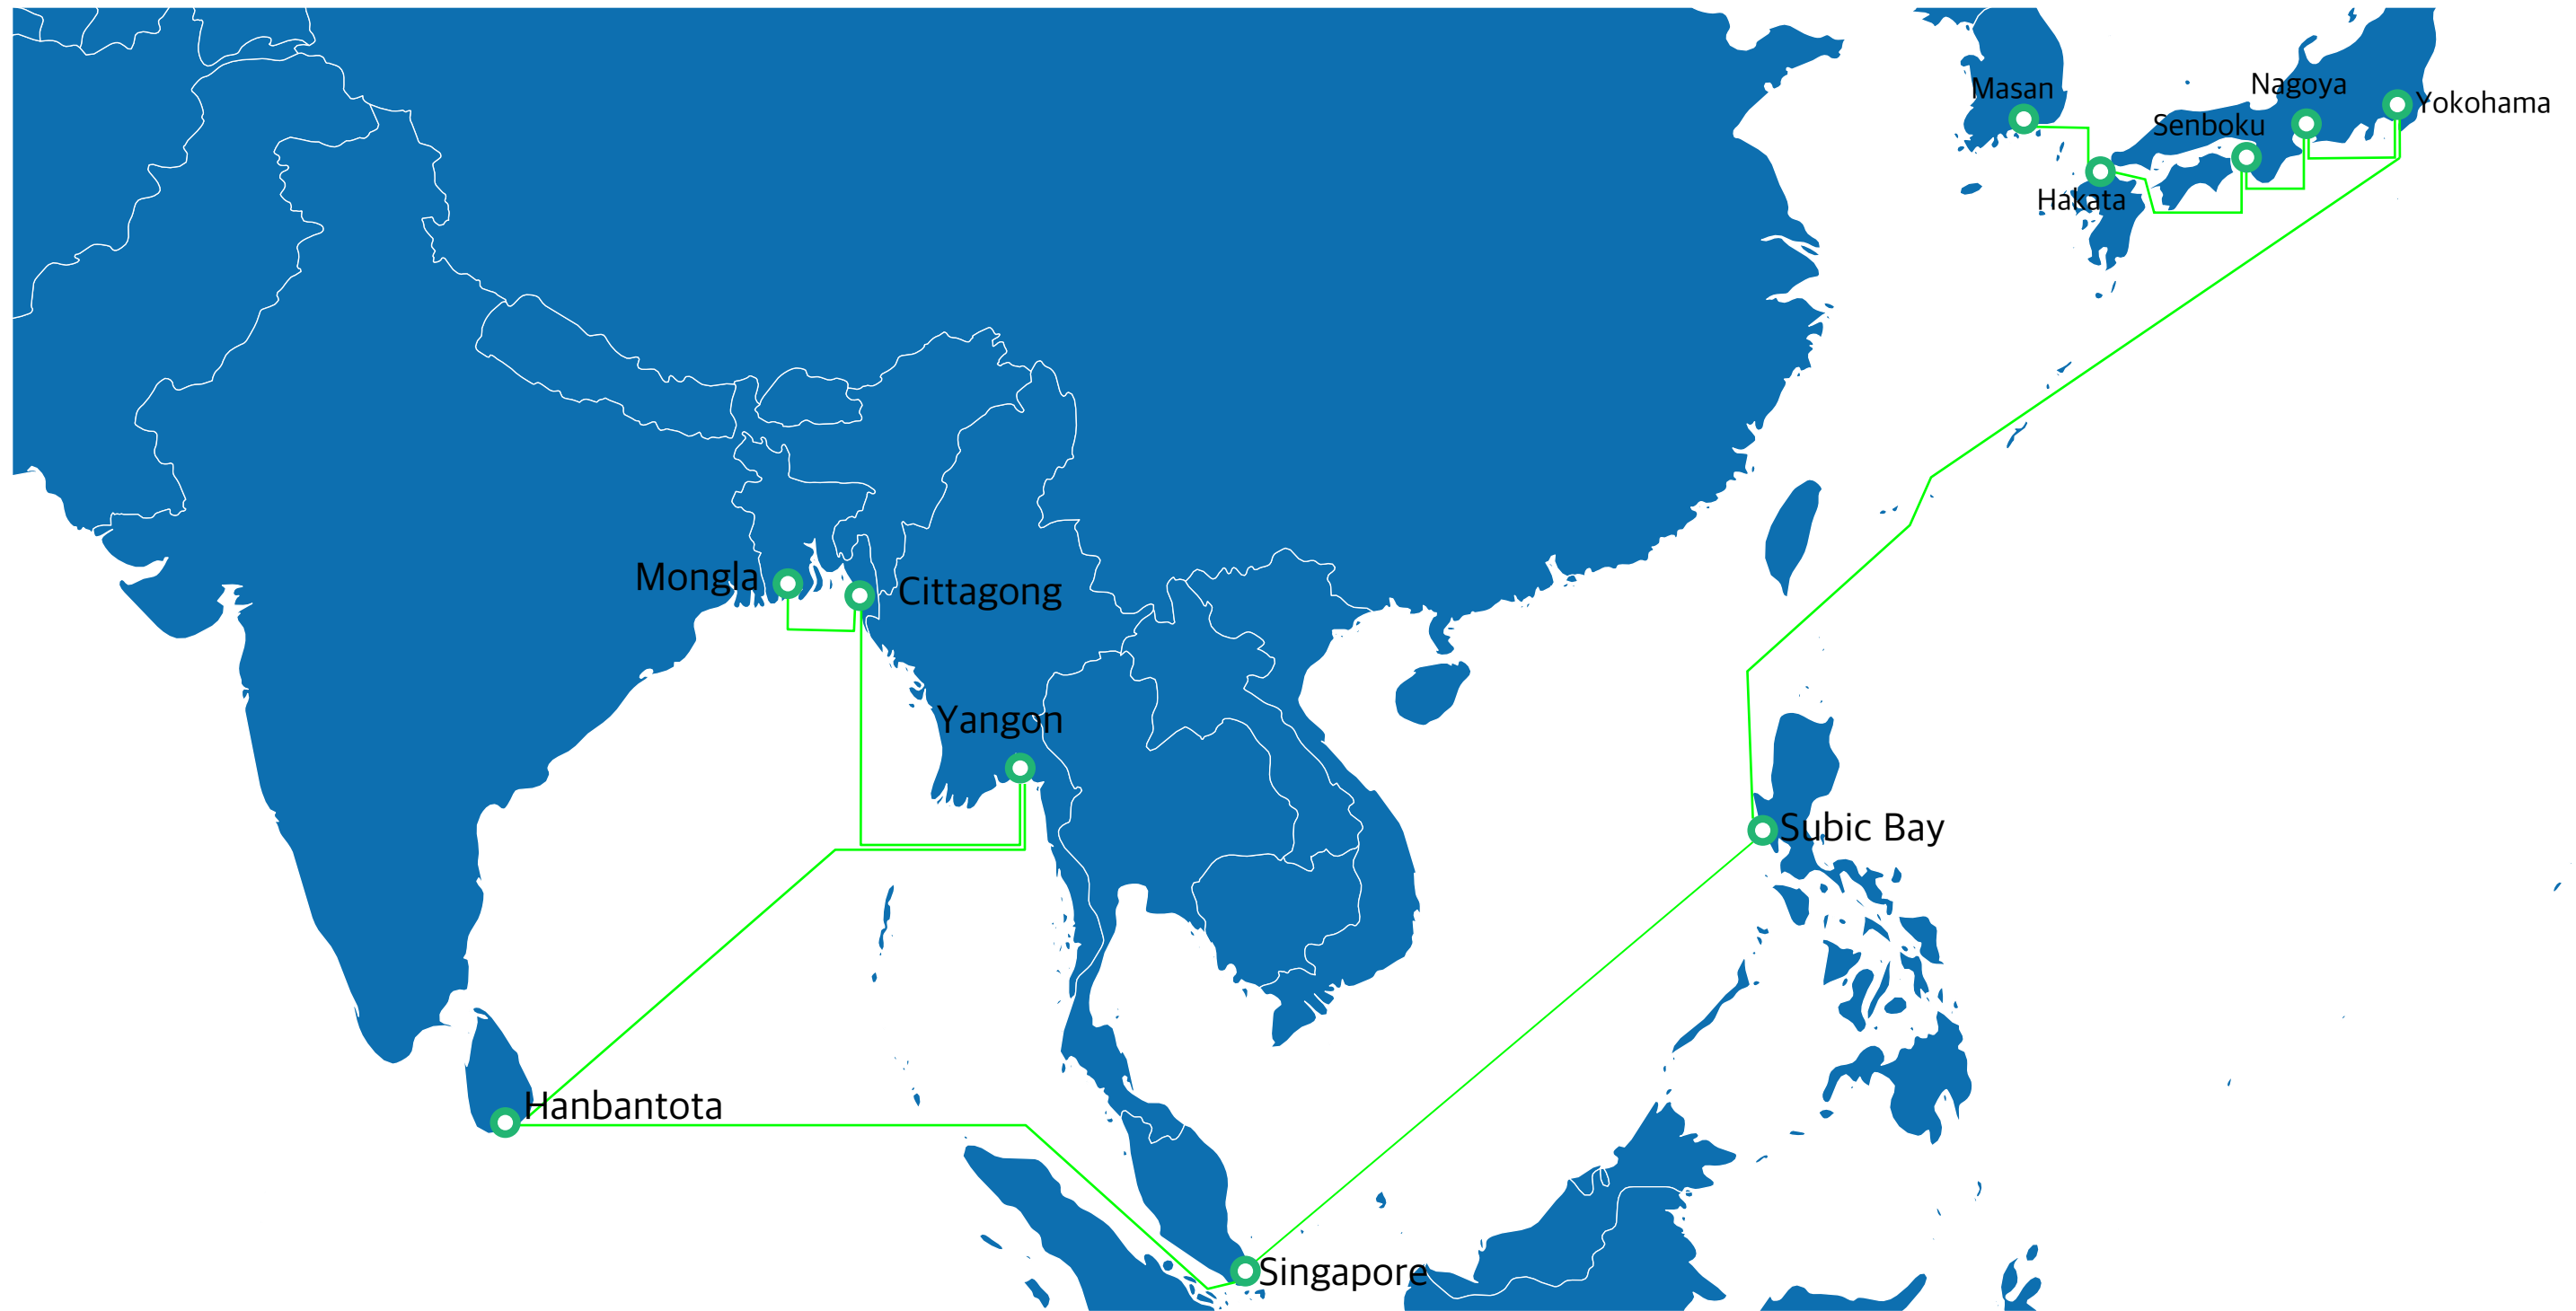 Nagoya
Masan
Yokohama
Senboku
Hakata
Mongla
Cittagong
Yangon
Subic Bay
Hanbantota
Singapore